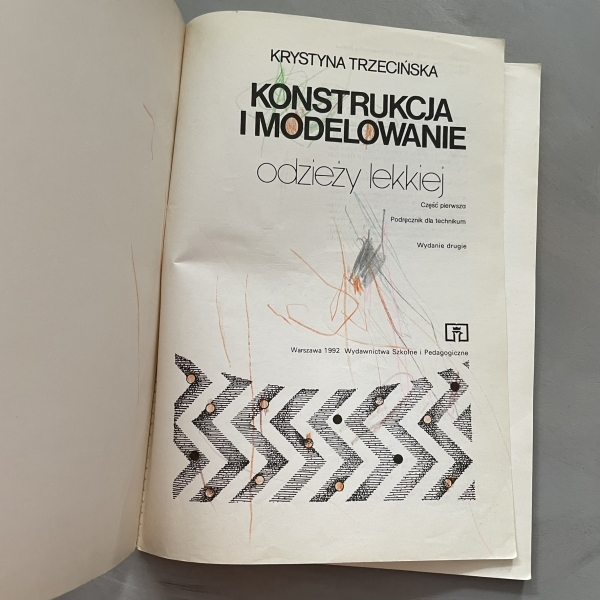 KRYSTYNA TRZECIŃSKA
KONSTRUKCJA
I MODELOWANIE
odzieży lekkiej
Część pierwsza
Podręcznik dla technikum
Wydanie drugie
Warszawa 1992 Wydawnictwa Szkolne i Pedagogiczne